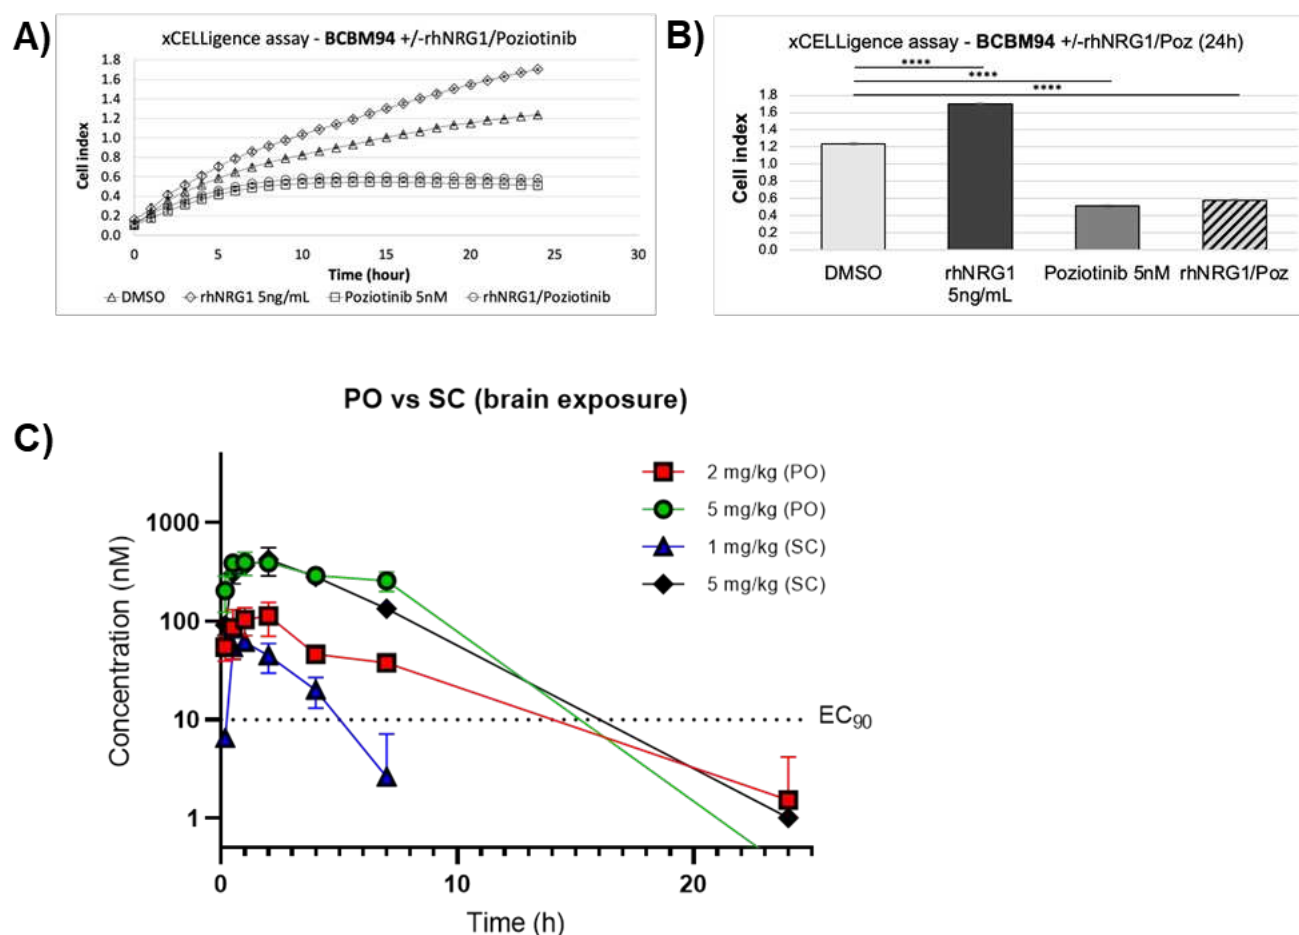 A)
xCELLigence assay - BCBM94 +/-rhNRG1/Poziotinib
1.8
1.6
1.4
1.2
1.0
0.8
0.6
0.4
0.2
0.0
Cell index
0 5 10 15 20 25 30
Time (hour)
DMSO rhNRG1 5ng/mL Poziotinib 5nM rhNRG1/Poziotinib
B)
xCELLigence assay - BCBM94 +/-rhNRG1/Poz (24h)
****
****
****
1.8
1.6
1.4
1.2
1.0
0.8
0.6
0.4
0.2
0.0
Cell index
DMSO rhNRG1 5ng/mL Poziotinib 5nM rhNRG1/Poz
C)
PO vs SC (brain exposure)
2 mg/kg (PO)
5 mg/kg (PO)
1 mg/kg (SC)
5 mg/kg (SC)
1000
100
10
1
Concentration (nM)
EC90
0 10 20
Time (h)